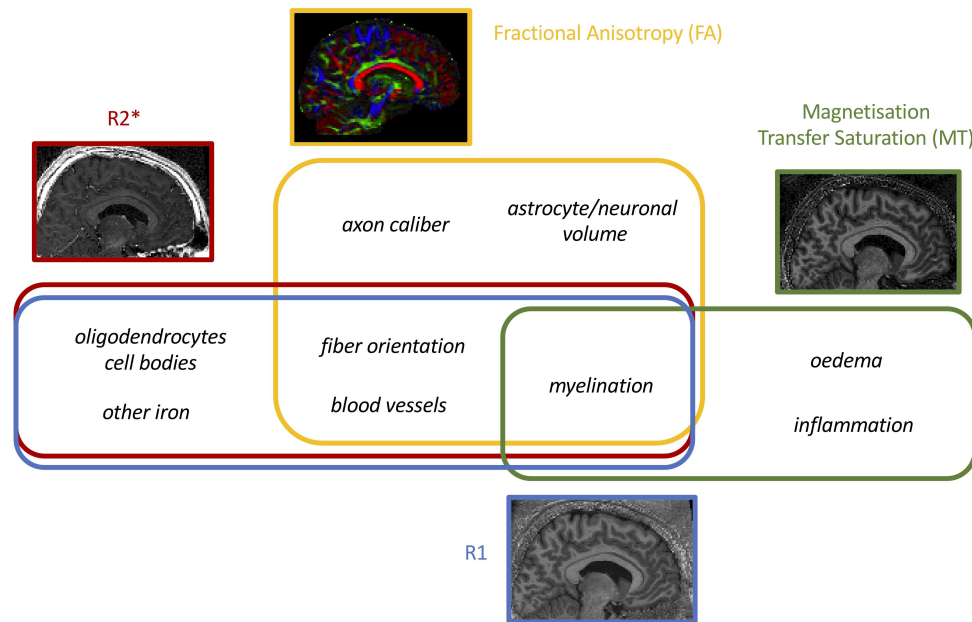 Fractional Anisotropy (FA)
R2*
Magnetisation
Transfer Saturation (MT)
axon caliber
astrocyte/neuronal
volume
oligodendrocytes
cell bodies
fiber orientation
myelination
oedema
other iron
blood vessels
inflammation
R1